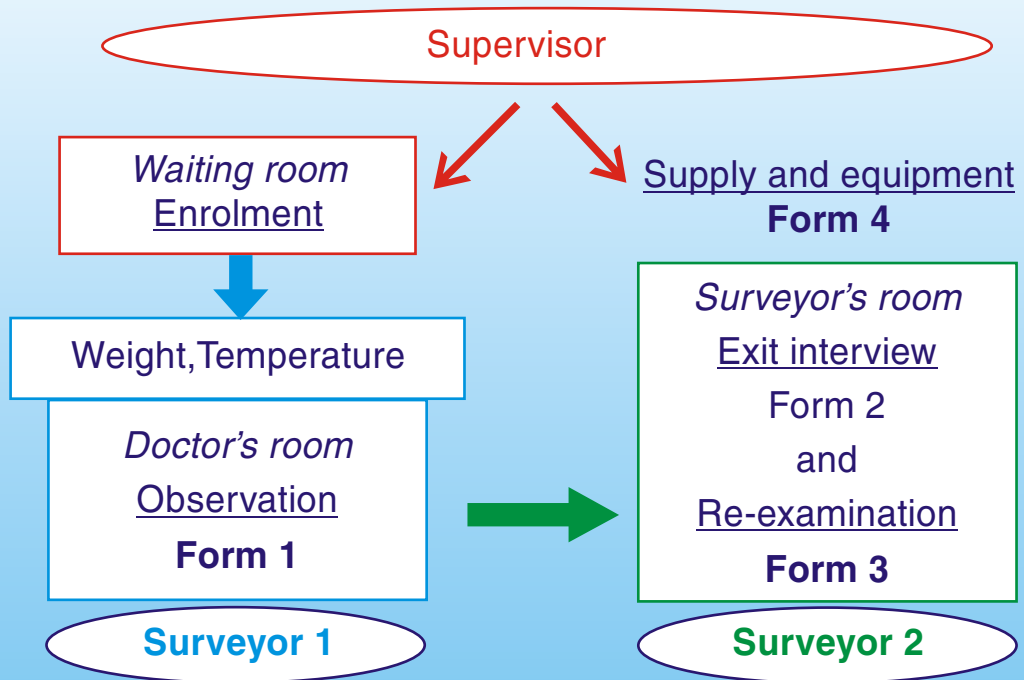 Supervisor
Waiting room
Enrolment
Supply and equipment
Form 4
Weight,Temperature
Doctor's room
Observation
Form 1
Surveyor's room
Exit interview
Form 2
and
Re-examination
Form 3
Surveyor 1
Surveyor 2